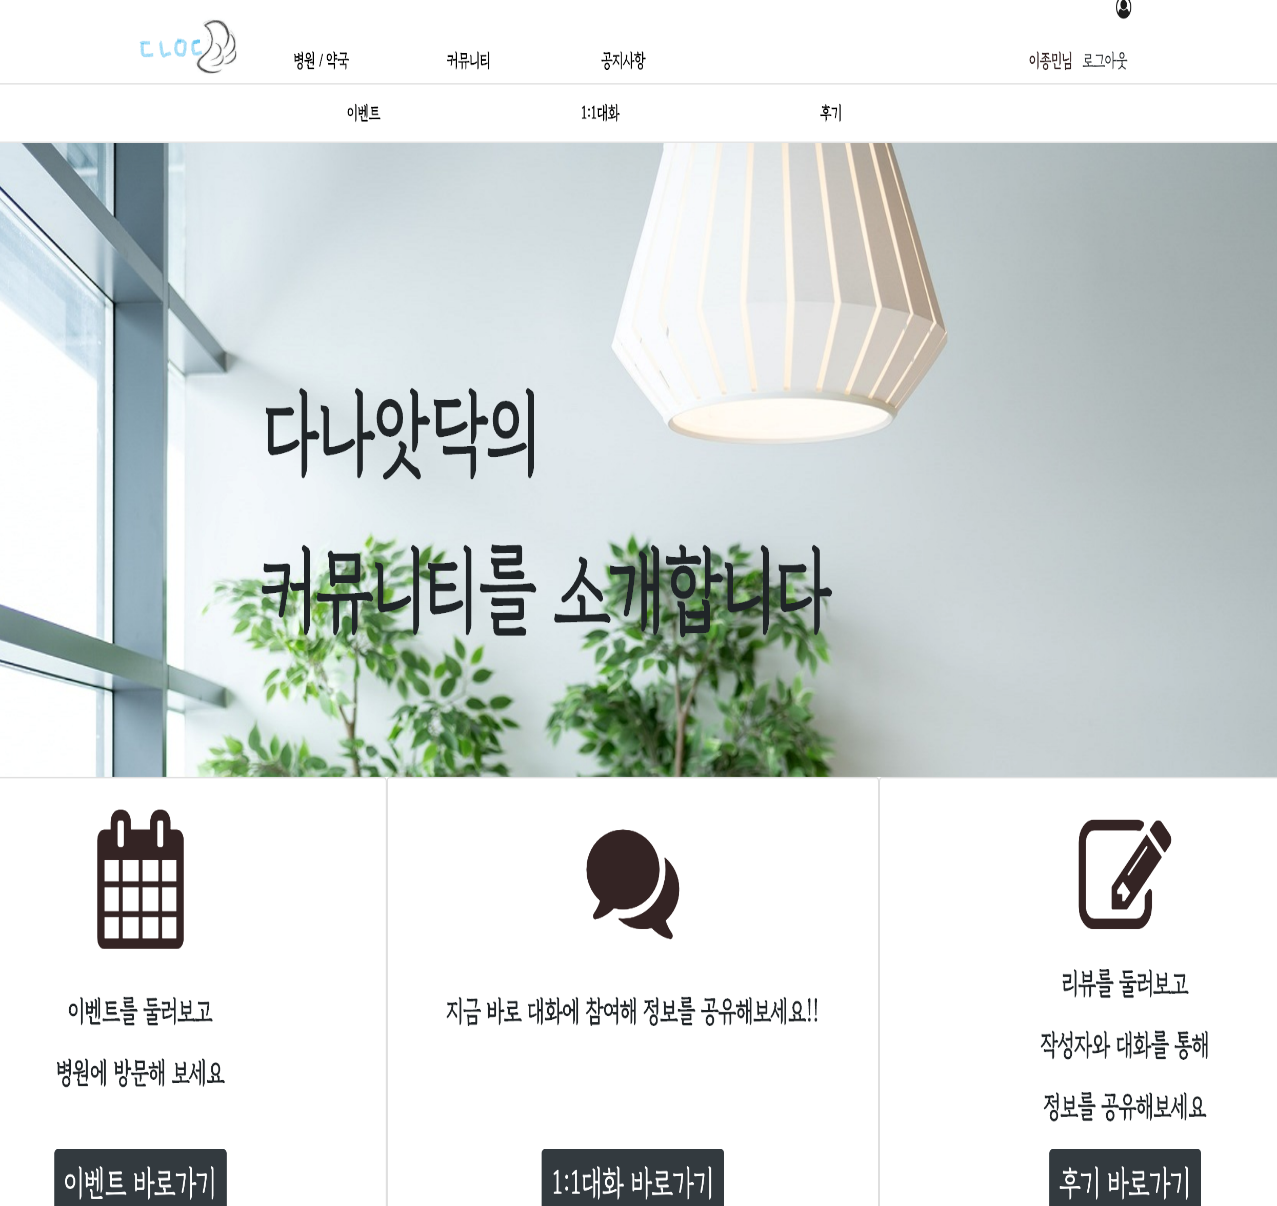 CLOC
병원 / 약국 커뮤니티 공지사항 이종민님 로그아웃
이벤트 1:1대화 후기
다나앗닥의
커뮤니티를 소개합니다
이벤트를 둘러보고
병원에 방문해 보세요
이벤트 바로가기
지금 바로 대화에 참여해 정보를 공유해보세요!!
1:1대화 바로가기
리뷰를 둘러보고
작성자와 대화를 통해
정보를 공유해보세요
후기 바로가기